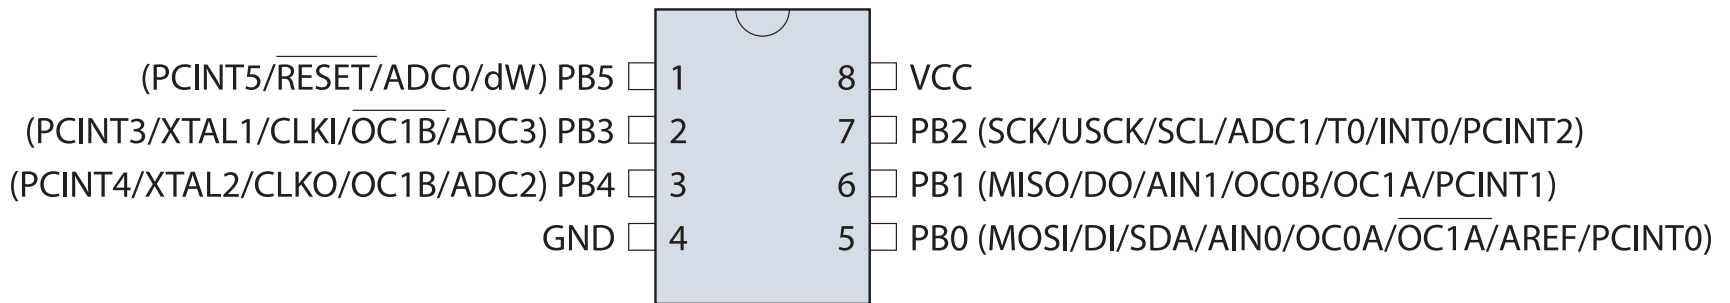 (PCINT5/RESET/ADC0/dW) PB5 1 8 VCC
(PCINT3/XTAL1/CLKI/OC1B/ADC3) PB3 2 7 PB2 (SCK/USCK/SCL/ADC1/T0/INT0/PCINT2)
(PCINT4/XTAL2/CLKO/OC1B/ADC2) PB4 3 6 PB1 (MISO/DO/AIN1/OC0B/OC1A/PCINT1)
GND 4 5 PB0 (MOSI/DI/SDA/AIN0/OC0A/OC1A/AREF/PCINT0)